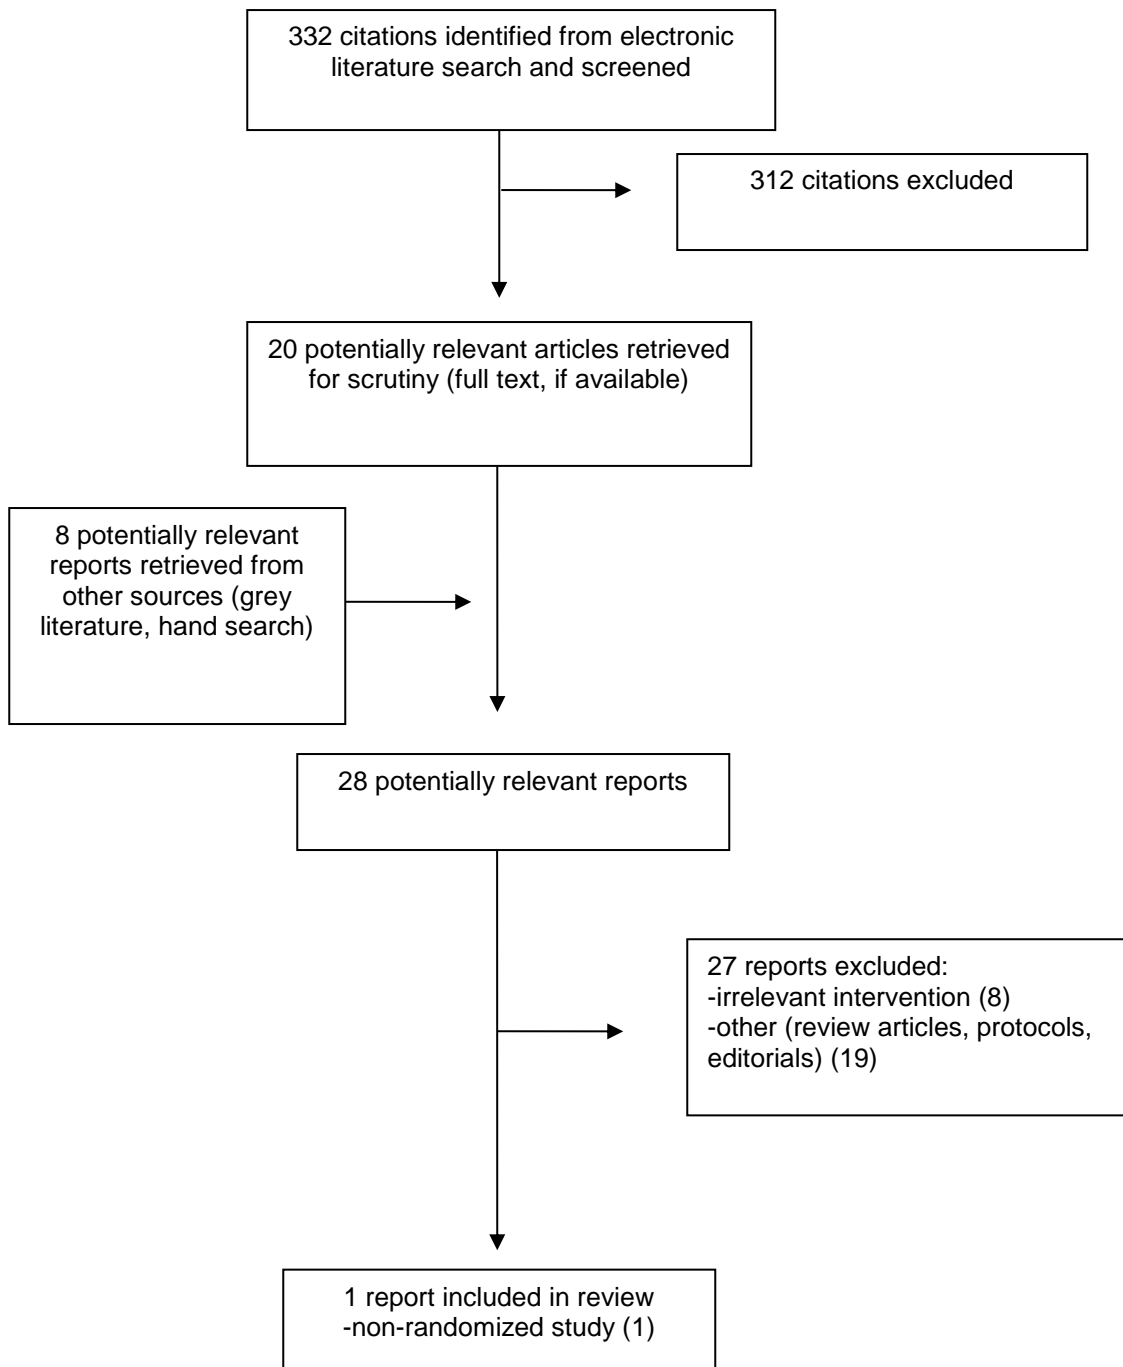 332 citations identified from electronic
literature search and screened
312 citations excluded
20 potentially relevant articles retrieved
for scrutiny (full text, if available)
8 potentially relevant
reports retrieved from
other sources (grey
literature, hand search)
28 potentially relevant reports
27 reports excluded:
-irrelevant intervention (8)
-other (review articles, protocols,
editorials) (19)
1 report included in review
-non-randomized study (1)